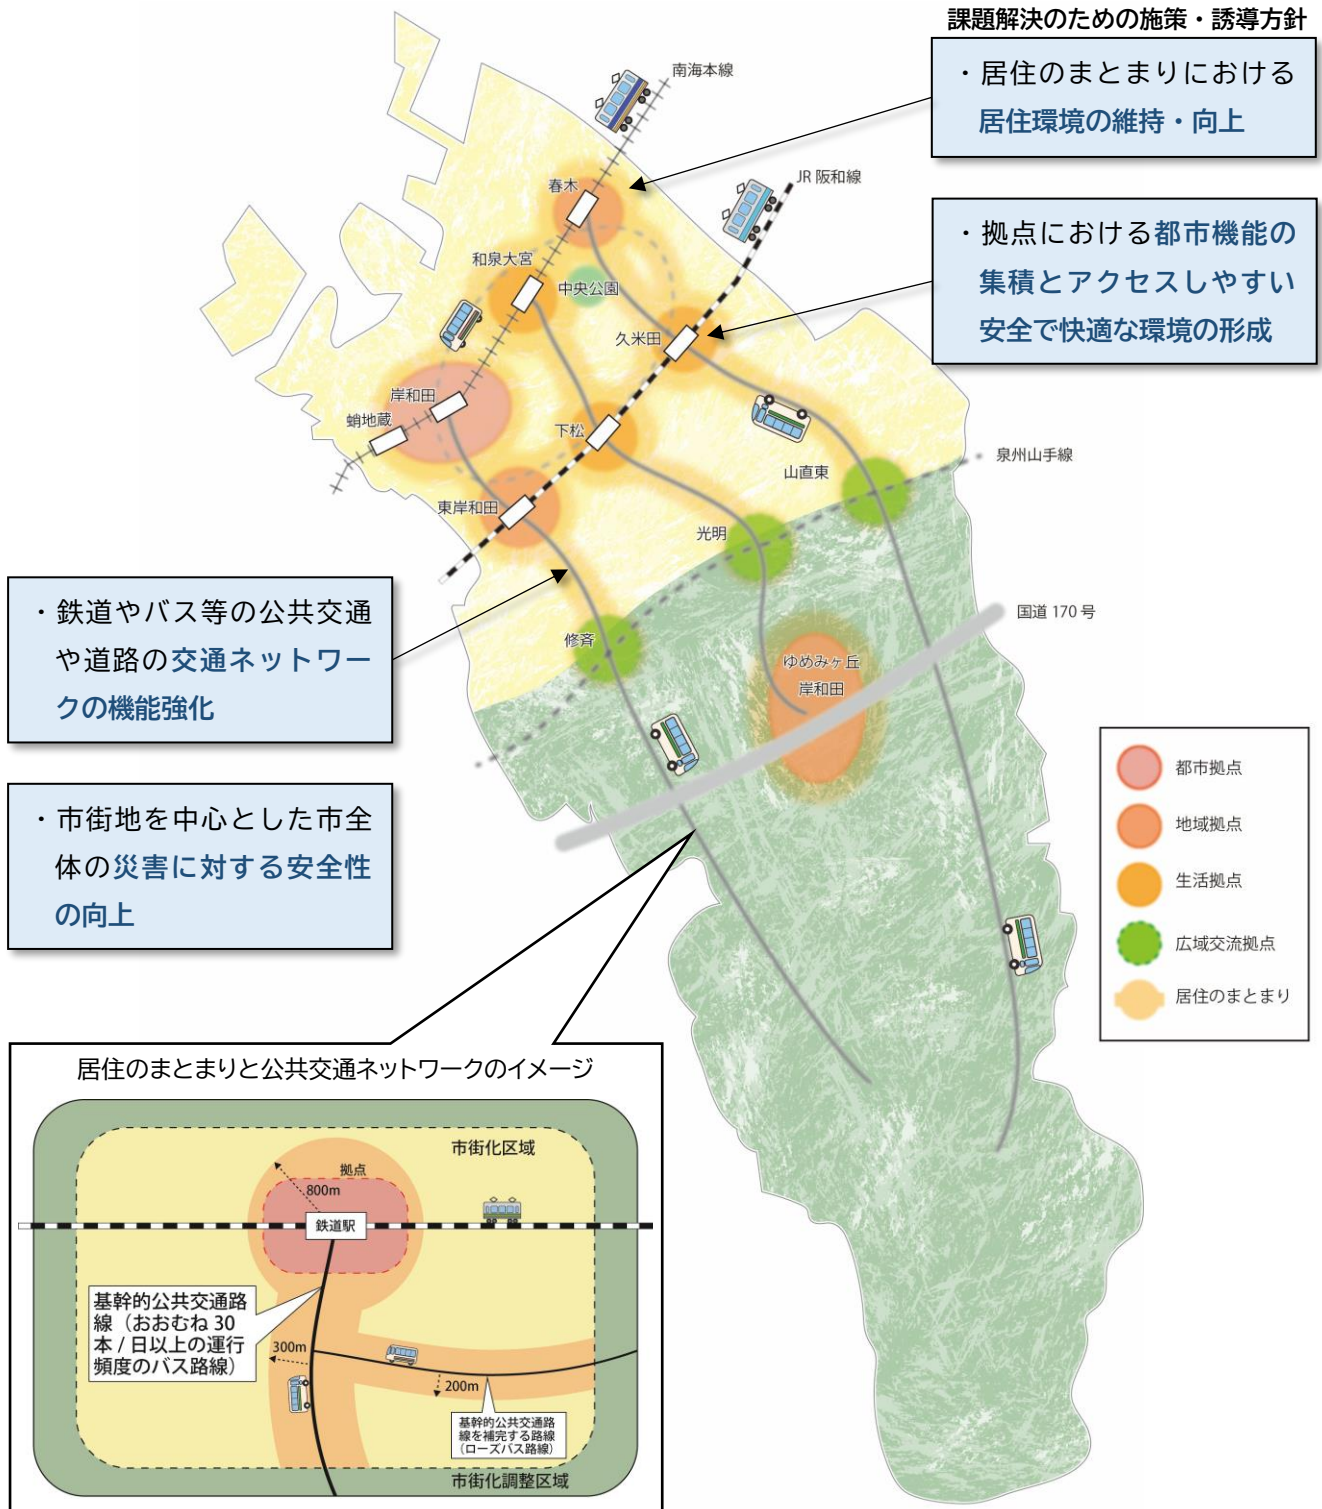 課題解決のための施策・誘導方針
・居住のまとまりにおける
居住環境の維持・向上
・拠点における都市機能の
集積とアクセスしやすい
安全で快適な環境の形成
南海本線
JR 阪和線
春木
和泉大宮
中央公園
久米田
岸和田
蛸地蔵
下松
東岸和田
山直東
泉州山手線
光明
修斉
国道 170 号
ゆめみヶ丘
岸和田
・鉄道やバス等の公共交通
や道路の交通ネットワー
クの機能強化
・市街地を中心とした市全
体の災害に対する安全性
の向上
都市拠点
地域拠点
生活拠点
広域交流拠点
居住のまとまり
居住のまとまりと公共交通ネットワークのイメージ
市街化区域
拠点
800m
鉄道駅
基幹的公共交通路
線（おおむね 30
本 / 日以上の運行
頻度のバス路線）
300m
200m
基幹的公共交通路
線を補完する路線
（ローズバス路線）
市街化調整区域